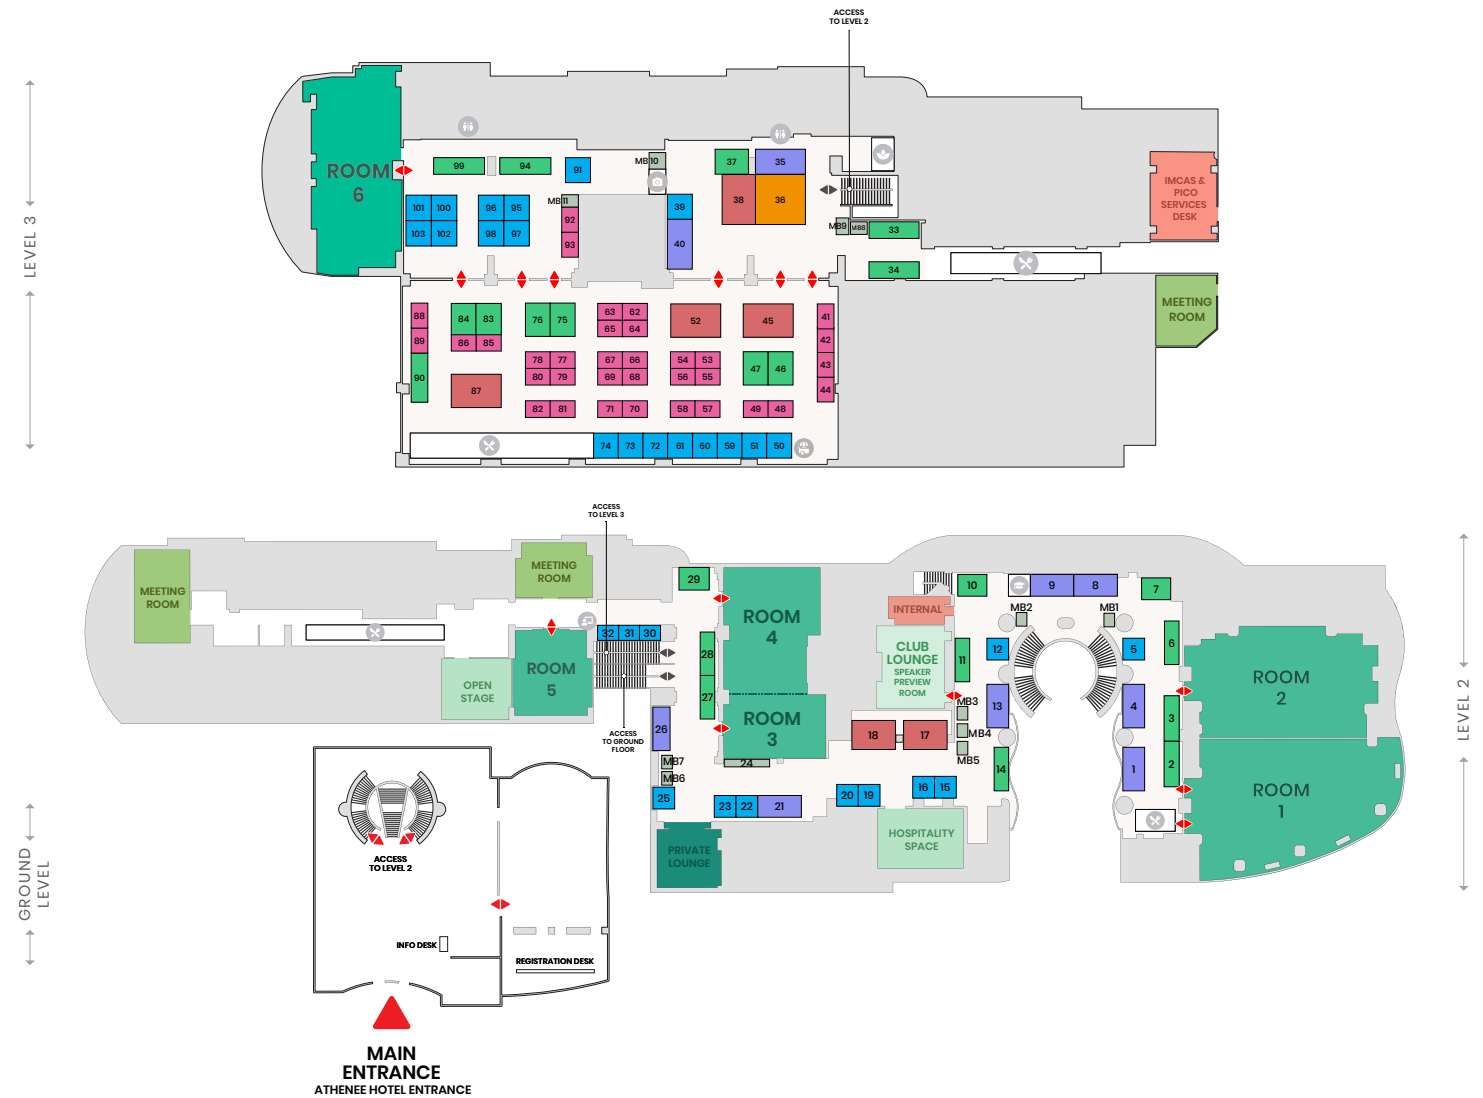 ACCESS
TO LEVEL 2
LEVEL 3
ROOM
6
99
94
91
MB10
37
35
38
36
101
100
103
102
96
95
98
97
MB11
92
93
39
40
MB9
MB8
33
34
IMCAS &
PICO
SERVICES
DESK
MEETING
ROOM
88
89
90
84
83
86
85
87
76
75
78
77
80
79
82
81
63
62
65
64
67
66
69
68
71
70
52
54
53
56
55
58
57
45
47
46
49
48
41
42
43
44
74
73
72
61
60
59
51
50
ACCESS
TO LEVEL 3
LEVEL 2
MEETING
ROOM
MEETING
ROOM
OPEN
STAGE
ROOM
5
32
31
30
29
28
27
26
ACCESS
TO GROUND
FLOOR
MB7
MB6
25
ROOM
4
ROOM
3
24
23
22
21
20
19
16
15
18
17
PRIVATE
LOUNGE
HOSPITALITY
SPACE
INTERNAL
CLUB
LOUNGE
SPEAKER
PREVIEW
ROOM
10
9
8
7
MB2
MB1
11
12
13
14
MB3
MB4
MB5
6
5
4
3
2
1
ROOM
2
ROOM
1
GROUND
LEVEL
ACCESS
TO LEVEL 2
INFO DESK
REGISTRATION DESK
MAIN
ENTRANCE
ATHENEE HOTEL ENTRANCE